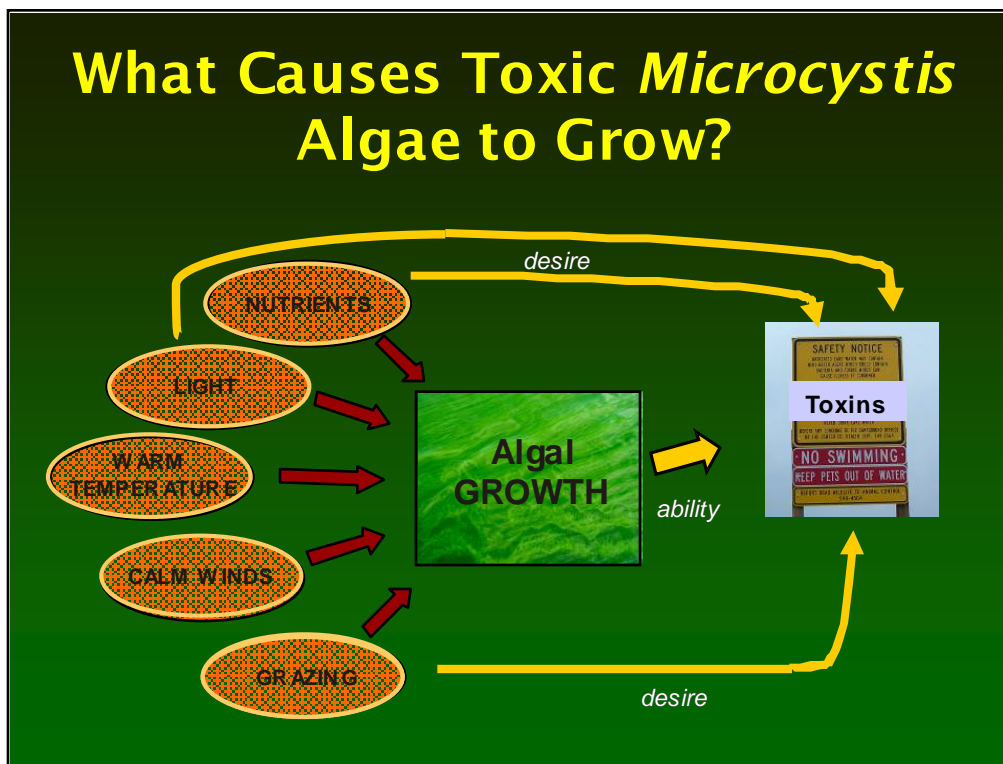 What Causes Toxic Microcystis
Algae to Grow?
desire
NUTRIENTS
LIGHT
WARM
TEMPERATURE
CALM WINDS
GRAZING
Algal
GROWTH
ability
SAFETY NOTICE
Toxins
NO SWIMMING
KEEP PETS OUT OF WATER
desire